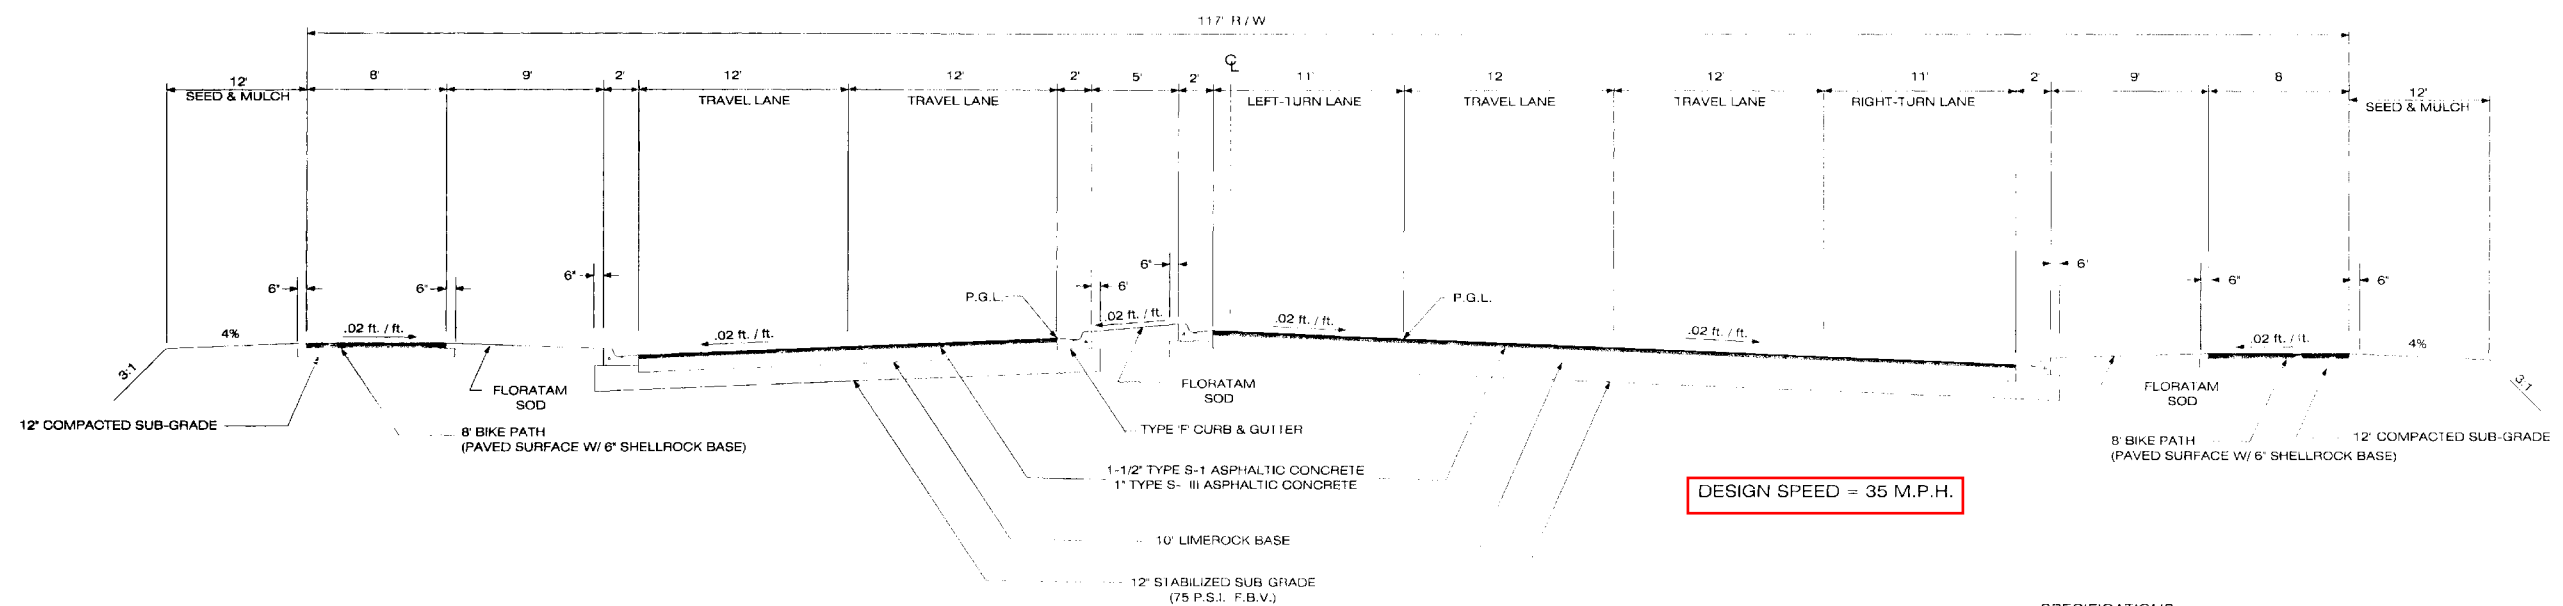 117' R/W
℄
12' 8' 9' 2' 12' 12' 2' 5' 2' 11' 12 12' 11' 2' 9' 8 12'
SEED & MULCH TRAVEL LANE TRAVEL LANE LEFT-TURN LANE TRAVEL LANE TRAVEL LANE RIGHT-TURN LANE SEED & MULCH
6" 6" 6" 6' 6" 6' 6" 6"
P.G.L. P.G.L.
4% .02 ft. / ft. .02 ft. / ft. .02 ft. / ft. .02 ft. / ft. .02 ft. / ft. .02 ft. / ft. 4%
3:1 3:1
FLORATAM
SOD
FLORATAM
SOD
FLORATAM
SOD
12" COMPACTED SUB-GRADE
8' BIKE PATH
(PAVED SURFACE W/ 6" SHELLROCK BASE)
TYPE 'F' CURB & GUTTER
8' BIKE PATH
(PAVED SURFACE W/ 6" SHELLROCK BASE)
12' COMPACTED SUB-GRADE
1-1/2" TYPE S-1 ASPHALTIC CONCRETE
1" TYPE S- III ASPHALTIC CONCRETE
DESIGN SPEED = 35 M.P.H.
10' LIMEROCK BASE
12" STABILIZED SUB GRADE
(75 P.S.I. F.B.V.)